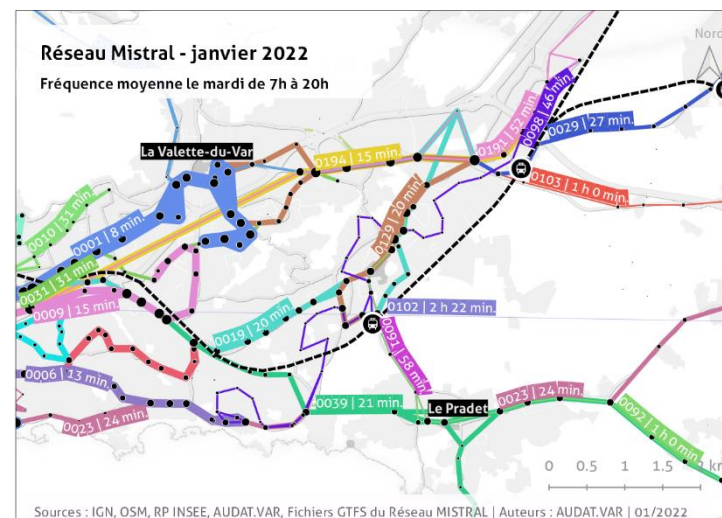 Réseau Mistral - janvier 2022
Fréquence moyenne le mardi de 7h à 20h
Nord
La Valette-du-Var
0194 | 15 min.
0191 | 52 min.
0098 | 46 min.
0029 | 27 min.
0103 | 1 h 0 min.
0129 | 20 min.
0010 | 31 min.
0001 | 8 min.
0031 | 31 min.
0009 | 15 min.
0019 | 20 min.
0102 | 2 h 22 min.
0091 | 58 min.
0006 | 13 min.
0023 | 24 min.
0039 | 21 min.
Le Pradet
0023 | 24 min.
0092 | 1 h 0 min.
0 0.5 1 1.5 2 km
Sources : IGN, OSM, RP INSEE, AUDAT.VAR, Fichiers GTFS du Réseau MISTRAL | Auteurs : AUDAT.VAR | 01/2022